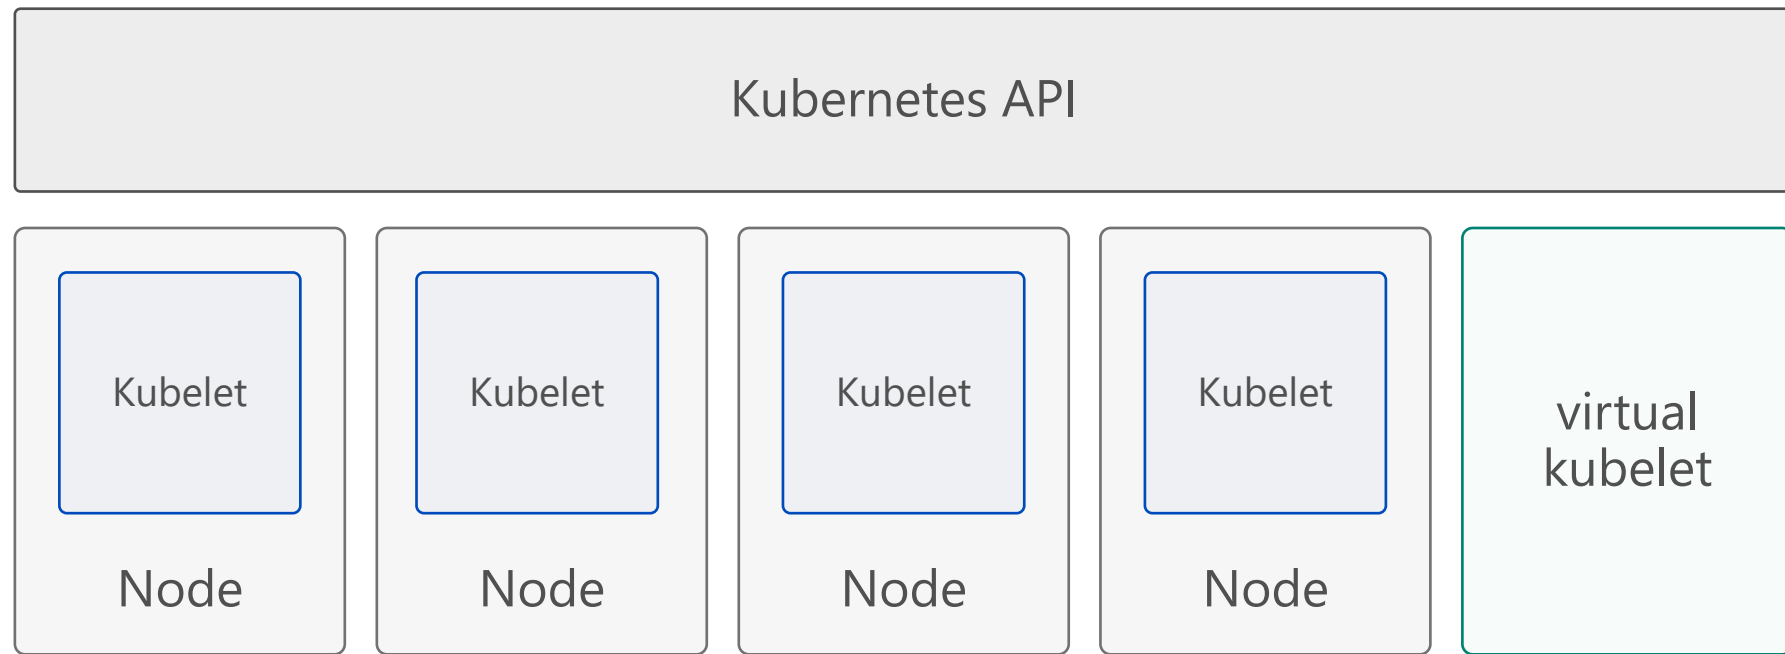 Kubernetes API
Kubelet
Kubelet
Kubelet
Kubelet
virtual
kubelet
Node
Node
Node
Node